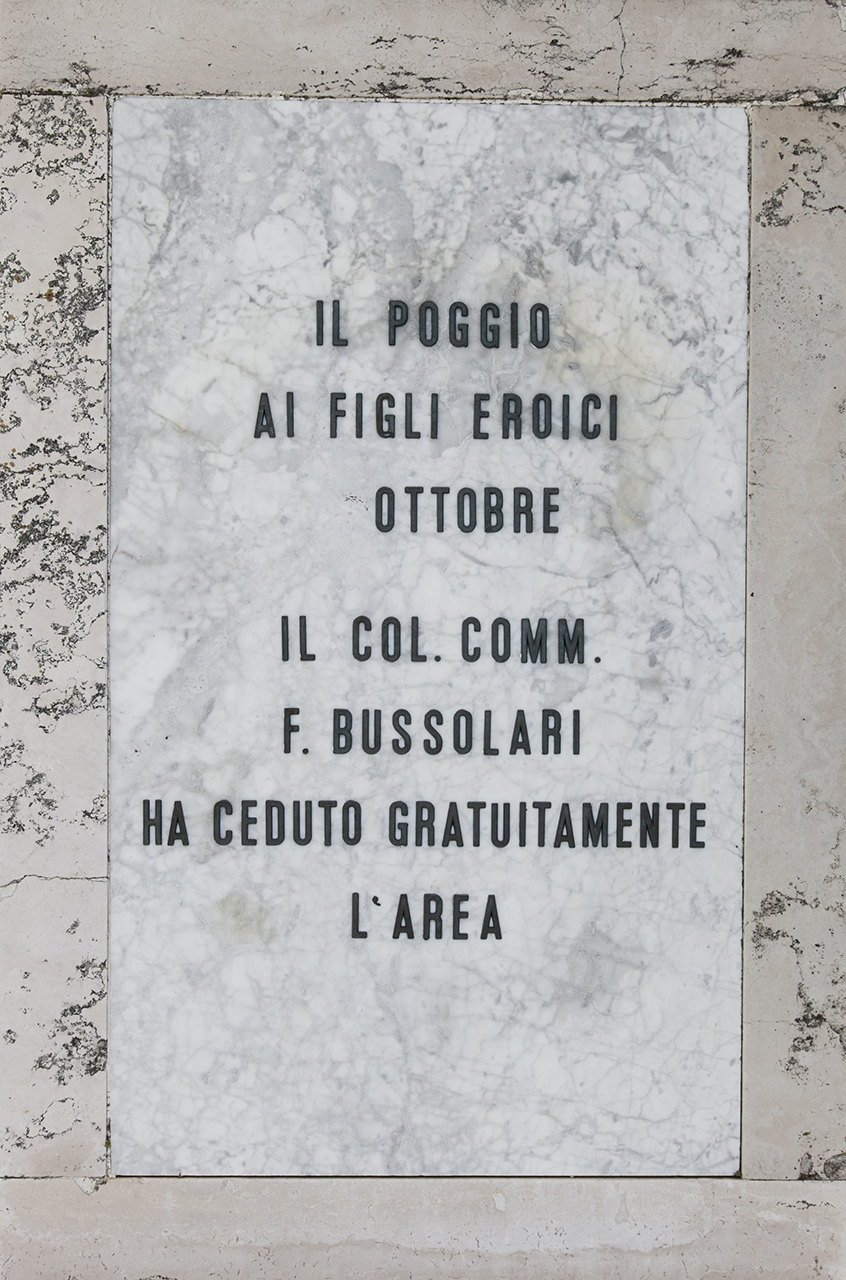 IL POGGIO
AI FIGLI EROICI
OTTOBRE
IL COL. COMM.
F. BUSSOLARI
HA CEDUTO GRATUITAMENTE
L'AREA